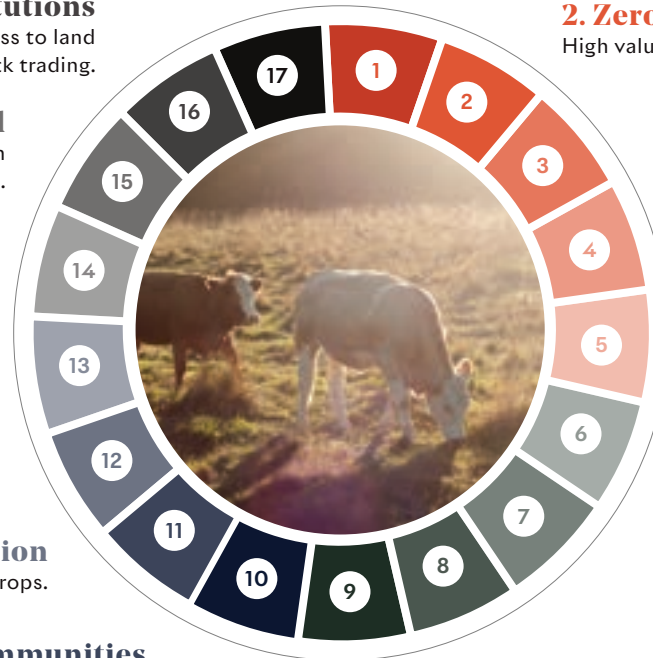 tutions
ss to land
k trading.
2. Zero
High valu
l
n
.
ion
rops.
mmunities
1
2
3
4
5
6
7
8
9
10
11
12
13
14
15
16
17